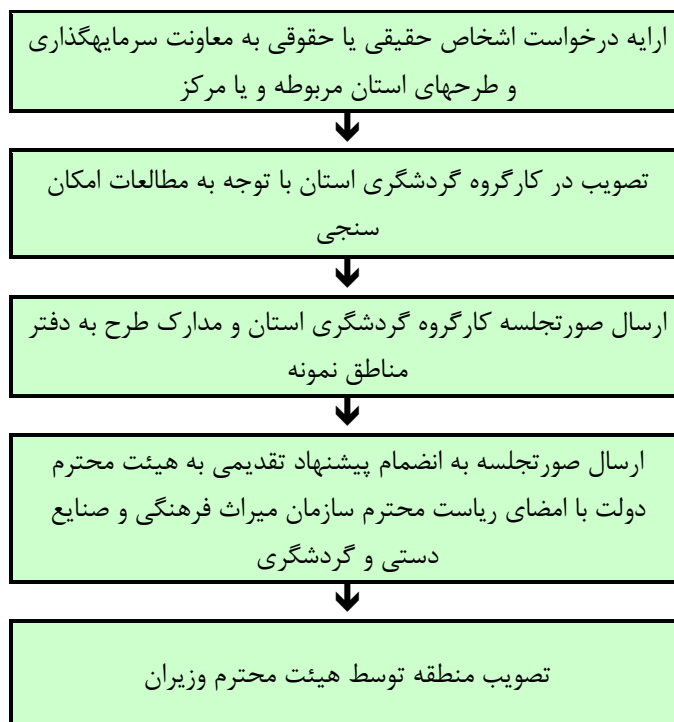 ارایه درخواست اشخاص حقیقی یا حقوقی به معاونت سرمایهگذاری
و طرحهای استان مربوطه و یا مرکز
تصویب در کارگروه گردشگری استان با توجه به مطالعات امکان
سنجی
ارسال صورتجلسه کارگروه گردشگری استان و مدارک طرح به دفتر
مناطق نمونه
ارسال صورتجلسه به انضمام پیشنهاد تقدیمی به هیئت محترم
دولت با امضای ریاست محترم سازمان میراث فرهنگی و صنایع
دستی و گردشگری
تصویب منطقه توسط هیئت محترم وزیران